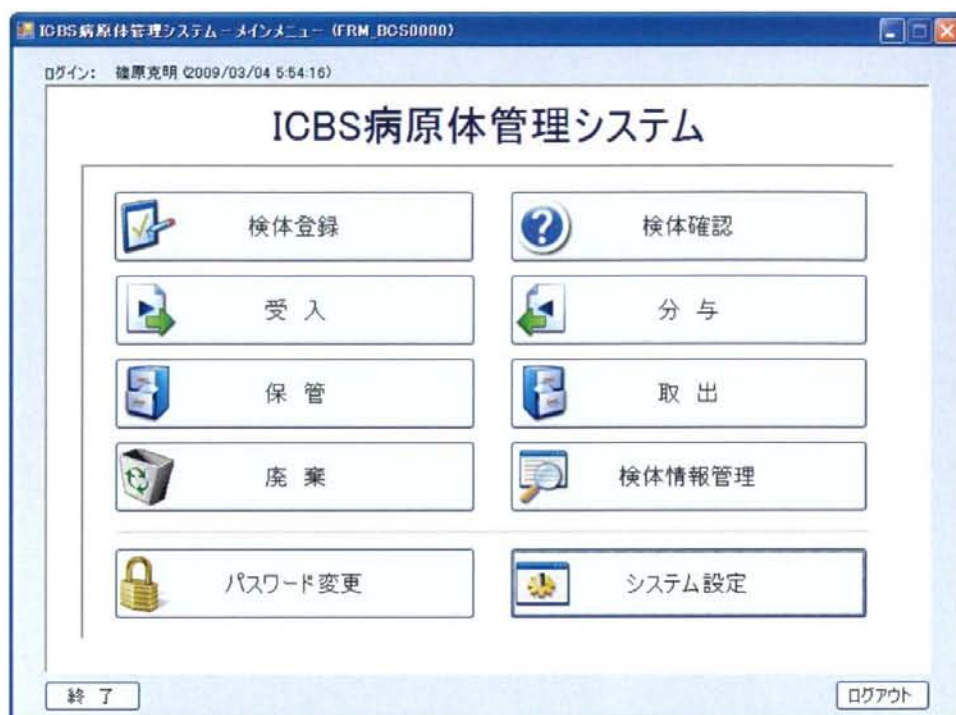 ICBS病原体管理システム－メインメニュー (FRM_BCS0000)
ログイン： 篠原克明 (2009/03/04 5:54:16)
ICBS病原体管理システム
検体登録 検体確認
受 入 分 与
保 管 取 出
廃 棄 検体情報管理
パスワード変更 システム設定
終 了 ログアウト